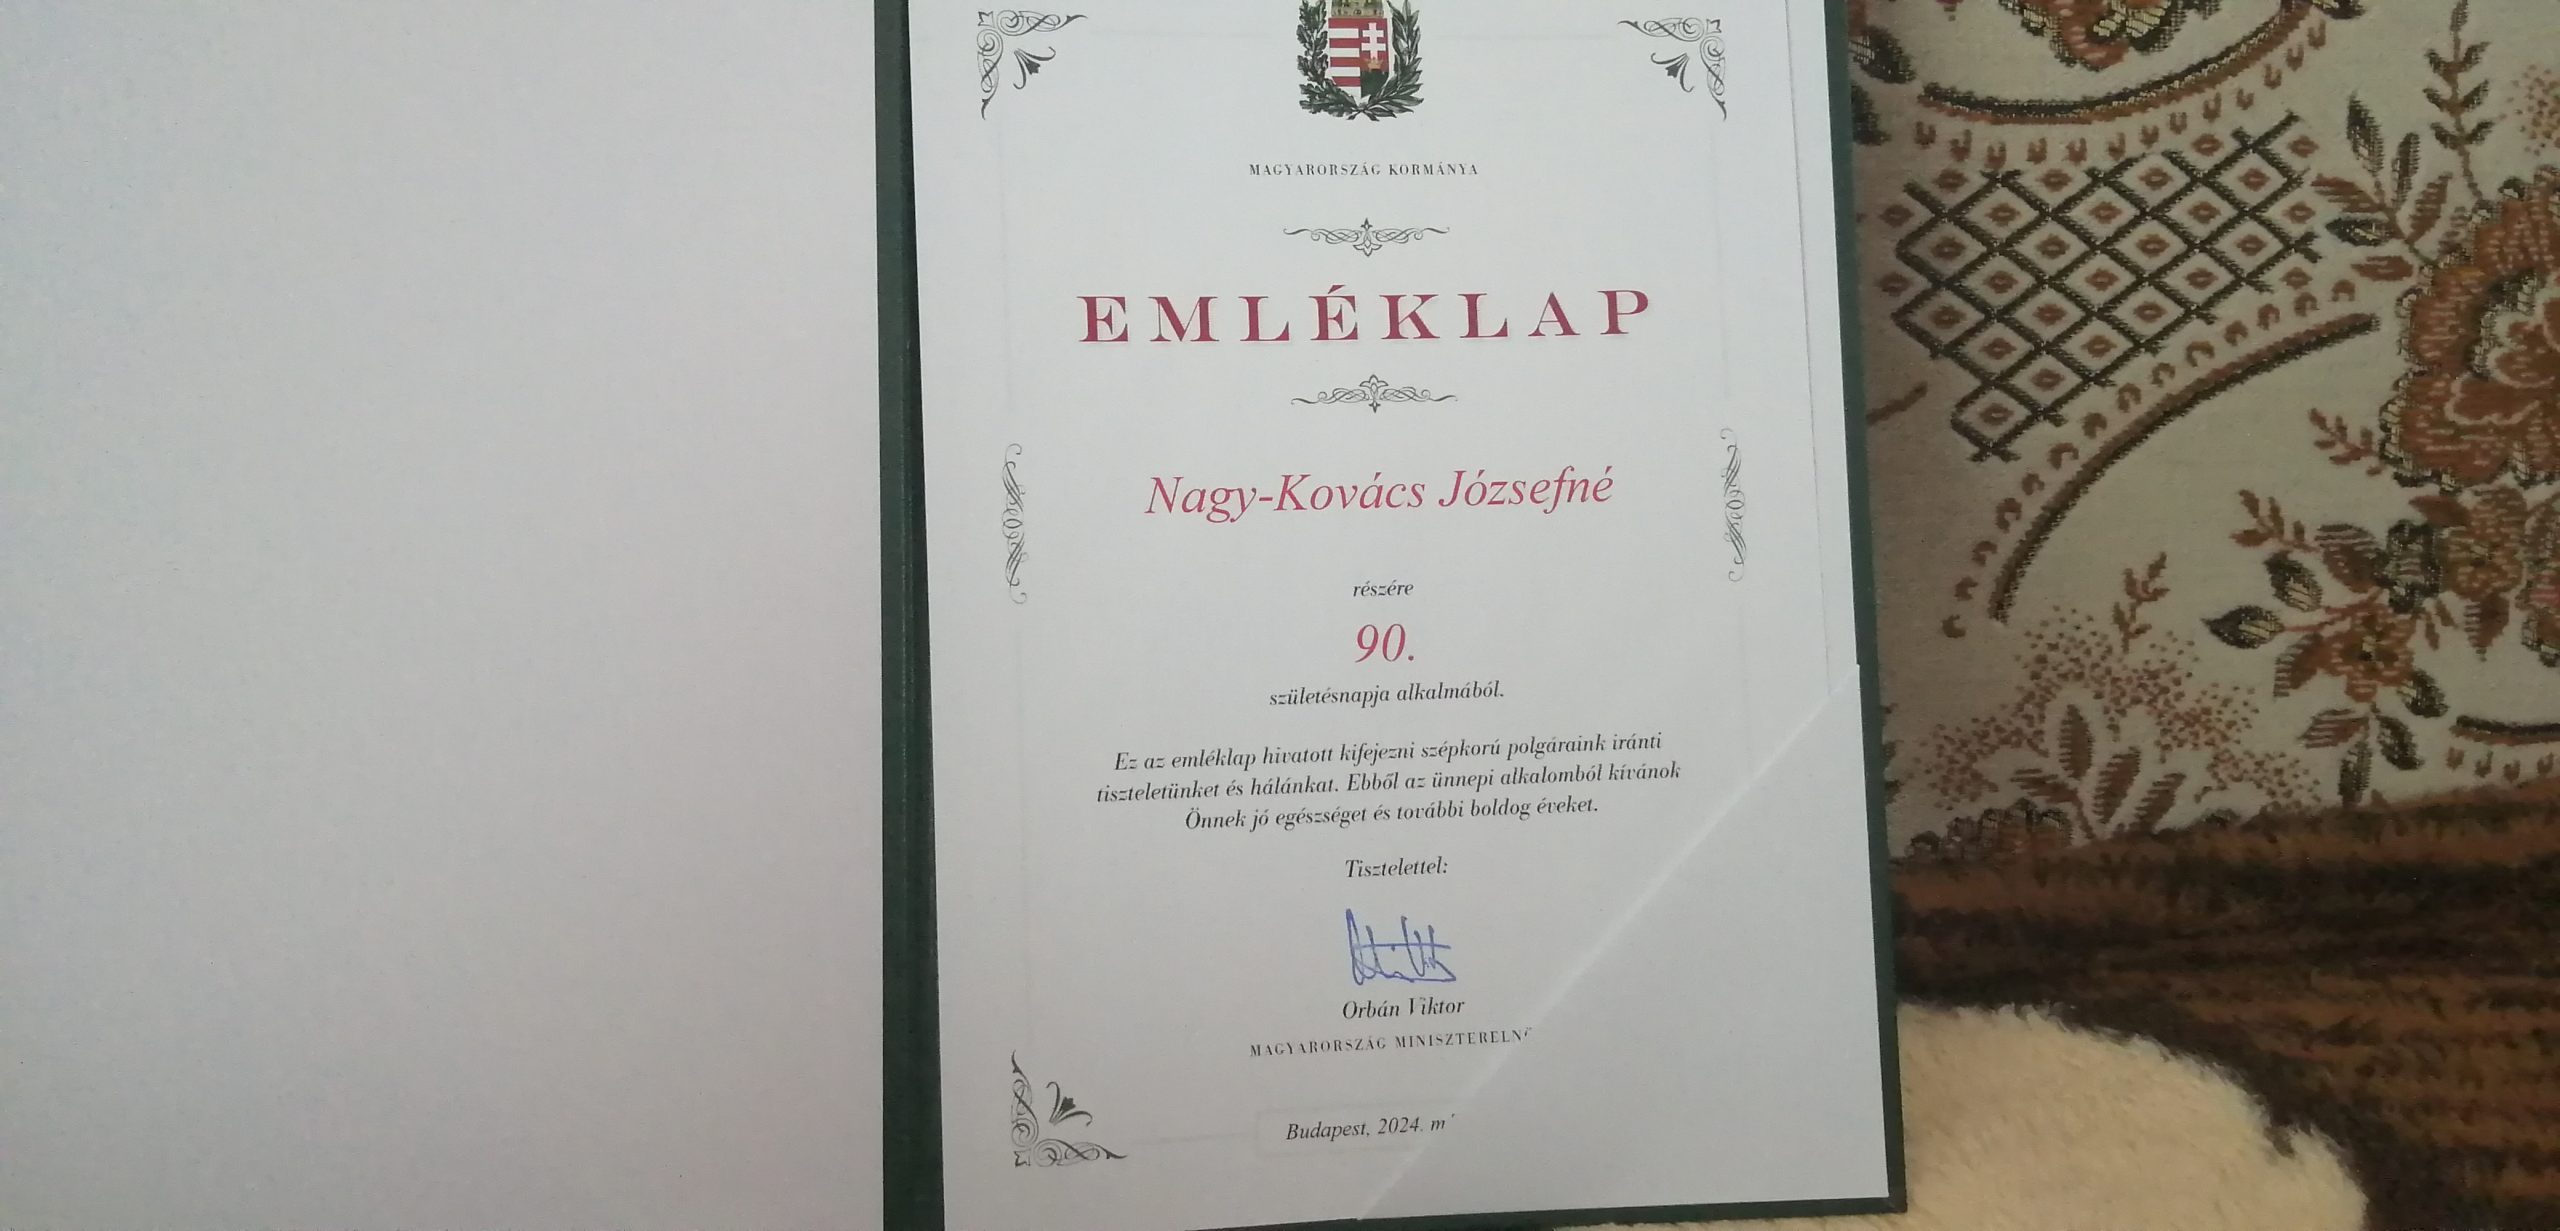 MAGYARORSZÁG KORMÁNYA
EMLÉKLAP
Nagy-Kovács Józsefné
részére
90.
születésnapja alkalmából.
Ez az emléklap hivatott kifejezni szépkorú polgáraink iránti
tiszteletünket és hálánkat. Ebből az ünnepi alkalomból kívánok
Önnek jó egészséget és további boldog éveket.
Tisztelettel:
Orbán Viktor
MAGYARORSZÁG MINISZTERELN
Budapest, 2024. m